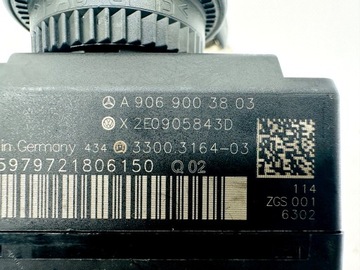 A 906 900 38 03
X 2E0905843D
in Germany 434 3300 3164-03
5979721806150 Q 02
114
ZGS 001
6302